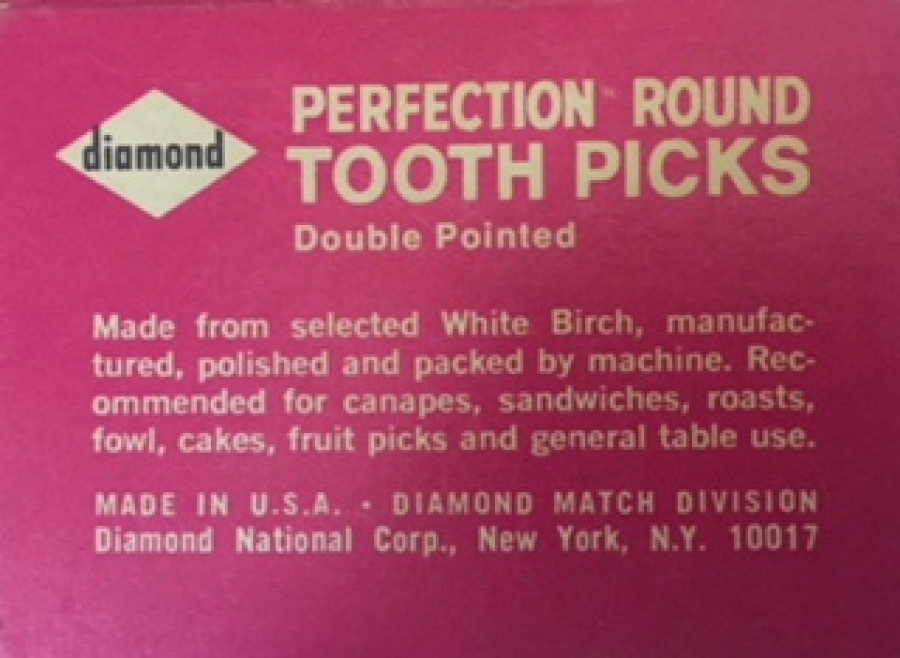 diamond
PERFECTION ROUND
TOOTH PICKS
Double Pointed
Made from selected White Birch, manufac-
tured, polished and packed by machine. Rec-
ommended for canapes, sandwiches, roasts,
fowl, cakes, fruit picks and general table use.
MADE IN U.S.A. · DIAMOND MATCH DIVISION
Diamond National Corp., New York, N.Y. 10017